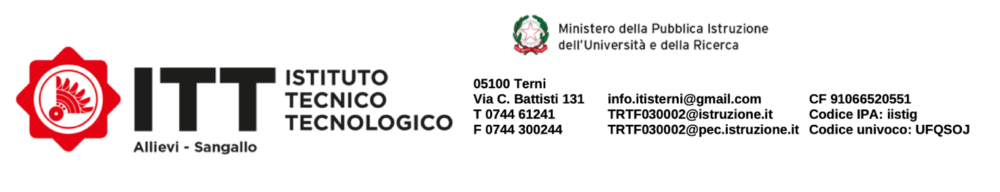 Ministero della Pubblica Istruzione
dell'Università e della Ricerca
ITT
ISTITUTO
TECNICO
TECNOLOGICO
Allievi - Sangallo
05100 Terni
Via C. Battisti 131
T 0744 61241
F 0744 300244
info.itisterni@gmail.com
TRTF030002@istruzione.it
TRTF030002@pec.istruzione.it
CF 91066520551
Codice IPA: iistig
Codice univoco: UFQSOJ